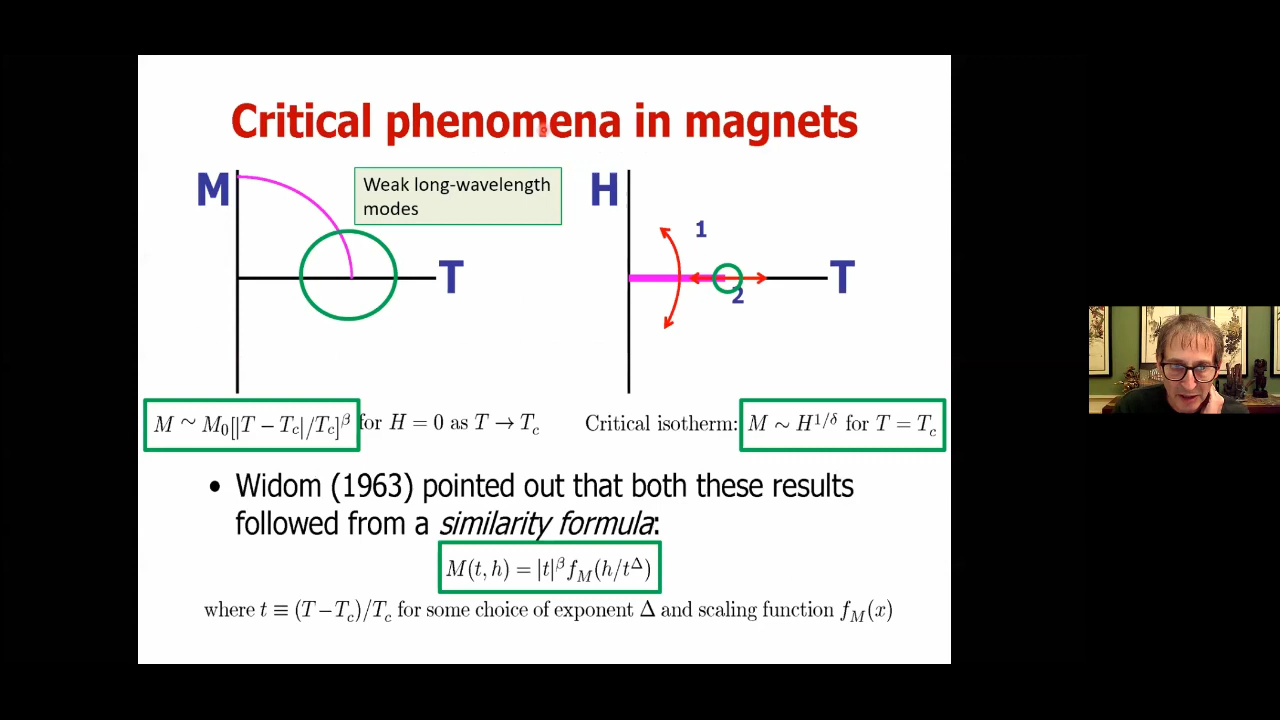 Critical phenomena in magnets
M
Weak long-wavelength
modes
T
H
1
2
T
M ~ M₀[|T − T_c|/T_c]^β for H = 0 as T → T_c
Critical isotherm: M ~ H^{1/δ} for T = T_c
• Widom (1963) pointed out that both these results
followed from a similarity formula:
M(t, h) = |t|^β f_M(h/t^Δ)
where t ≡ (T−T_c)/T_c for some choice of exponent Δ and scaling function f_M(x)